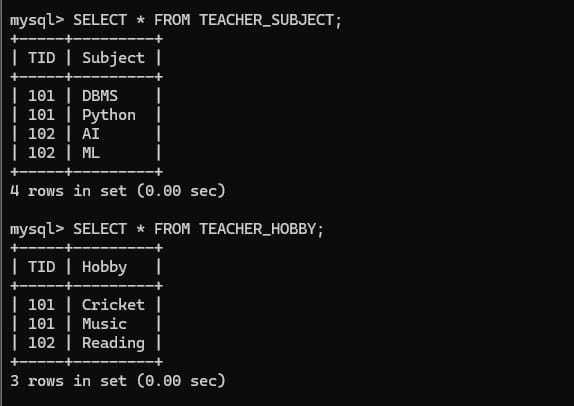 mysql> SELECT * FROM TEACHER_SUBJECT;
+-----+---------+
| TID | Subject |
+-----+---------+
| 101 | DBMS    |
| 101 | Python  |
| 102 | AI      |
| 102 | ML      |
+-----+---------+
4 rows in set (0.00 sec)

mysql> SELECT * FROM TEACHER_HOBBY;
+-----+---------+
| TID | Hobby   |
+-----+---------+
| 101 | Cricket |
| 101 | Music   |
| 102 | Reading |
+-----+---------+
3 rows in set (0.00 sec)